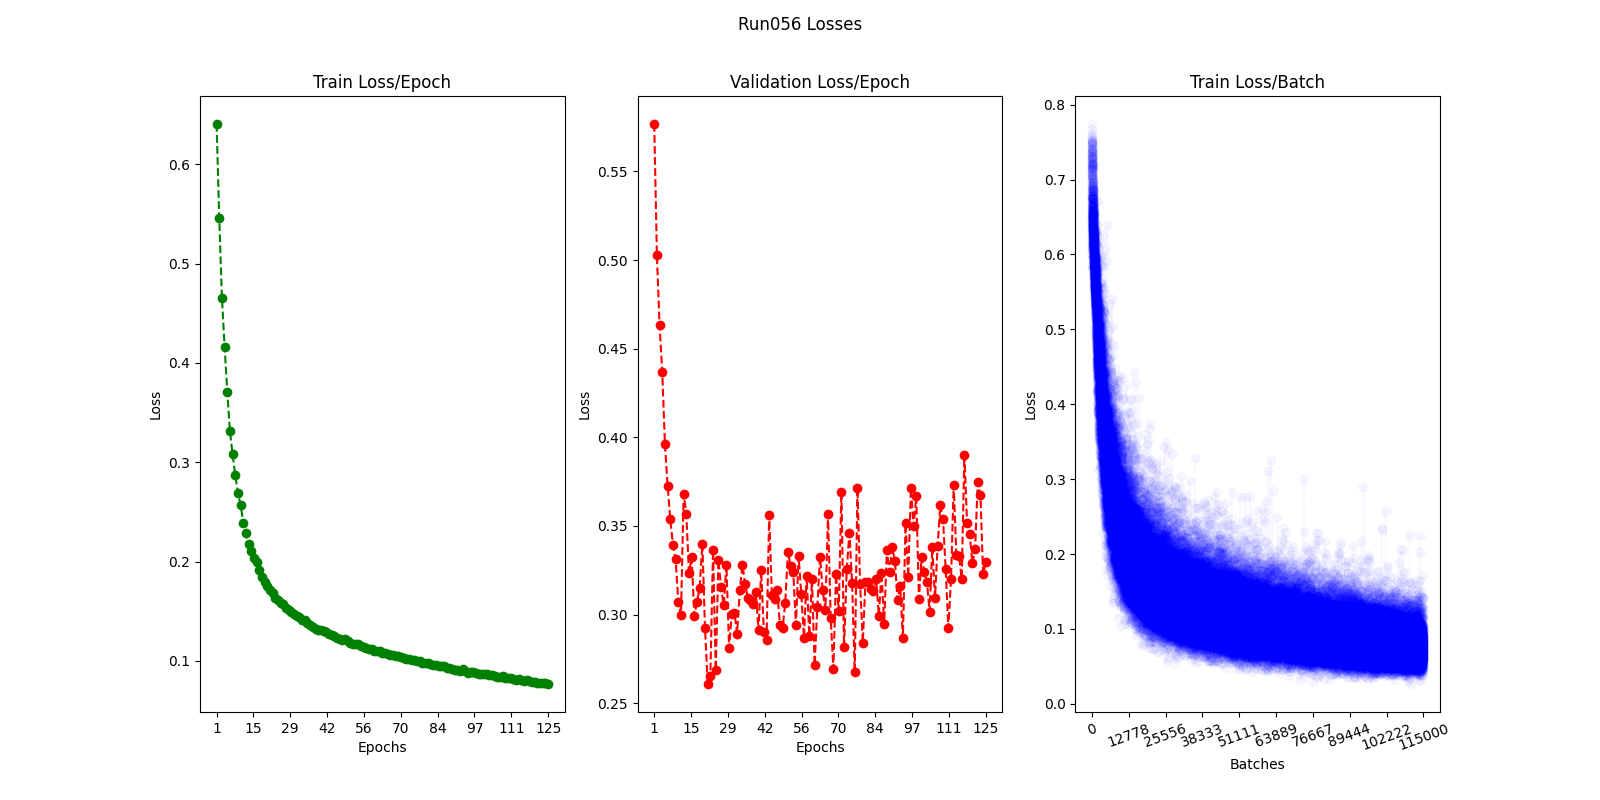 Run056 Losses
Train Loss/Epoch
Loss
0.6
0.5
0.4
0.3
0.2
0.1
1 15 29 42 56 70 84 97 111 125
Epochs
Validation Loss/Epoch
Loss
0.55
0.50
0.45
0.40
0.35
0.30
0.25
1 15 29 42 56 70 84 97 111 125
Epochs
Train Loss/Batch
Loss
0.8
0.7
0.6
0.5
0.4
0.3
0.2
0.1
0.0
0 12778 25556 38333 51111 63889 76667 89444 102222 115000
Batches